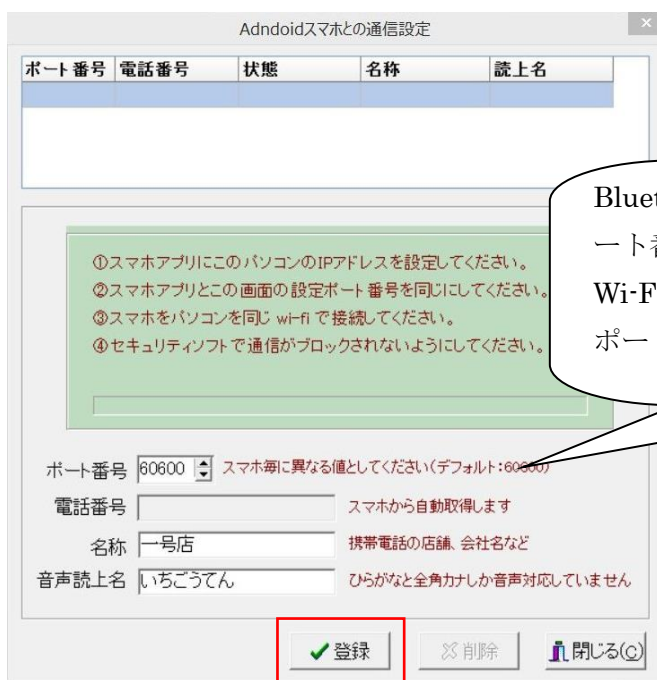 Adndoidスマホとの通信設定
ポート番号 電話番号 状態 名称 読上名
①スマホアプリにこのパソコンのIPアドレスを設定してください。
②スマホアプリとこの画面の設定ポート番号を同じにしてください。
③スマホをパソコンを同じ wi-fi で接続してください。
④セキュリティソフトで通信がブロックされないようにしてください。
Bluet
ート番
Wi-F
ポー
ポート番号 60600 スマホ毎に異なる値としてください(デフォルト:60600)
電話番号 スマホから自動取得します
名称 一号店 携帯電話の店舗、会社名など
音声読上名 いちごうてん ひらがなと全角カナしか音声対応していません
登録 削除 閉じる(C)